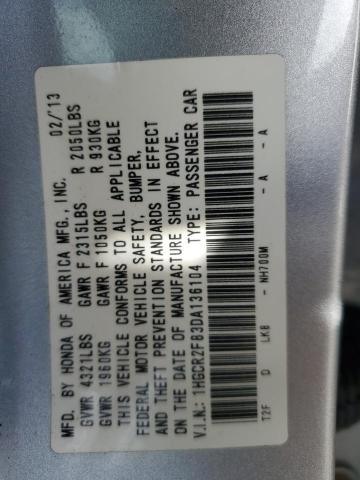 MFD. BY HONDA OF AMERICA MFG., INC. 02/13
GVWR 4321LBS GAWR F 2315LBS R 2050LBS
GVWR 1960KG GAWR F 1050KG R 930KG
THIS VEHICLE CONFORMS TO ALL APPLICABLE
FEDERAL MOTOR VEHICLE SAFETY, BUMPER,
AND THEFT PREVENTION STANDARDS IN EFFECT
ON THE DATE OF MANUFACTURE SHOWN ABOVE.
V.I.N.: 1HGCR2F83DA136104 TYPE: PASSENGER CAR
T2F D LK8 - NH700M - A - A